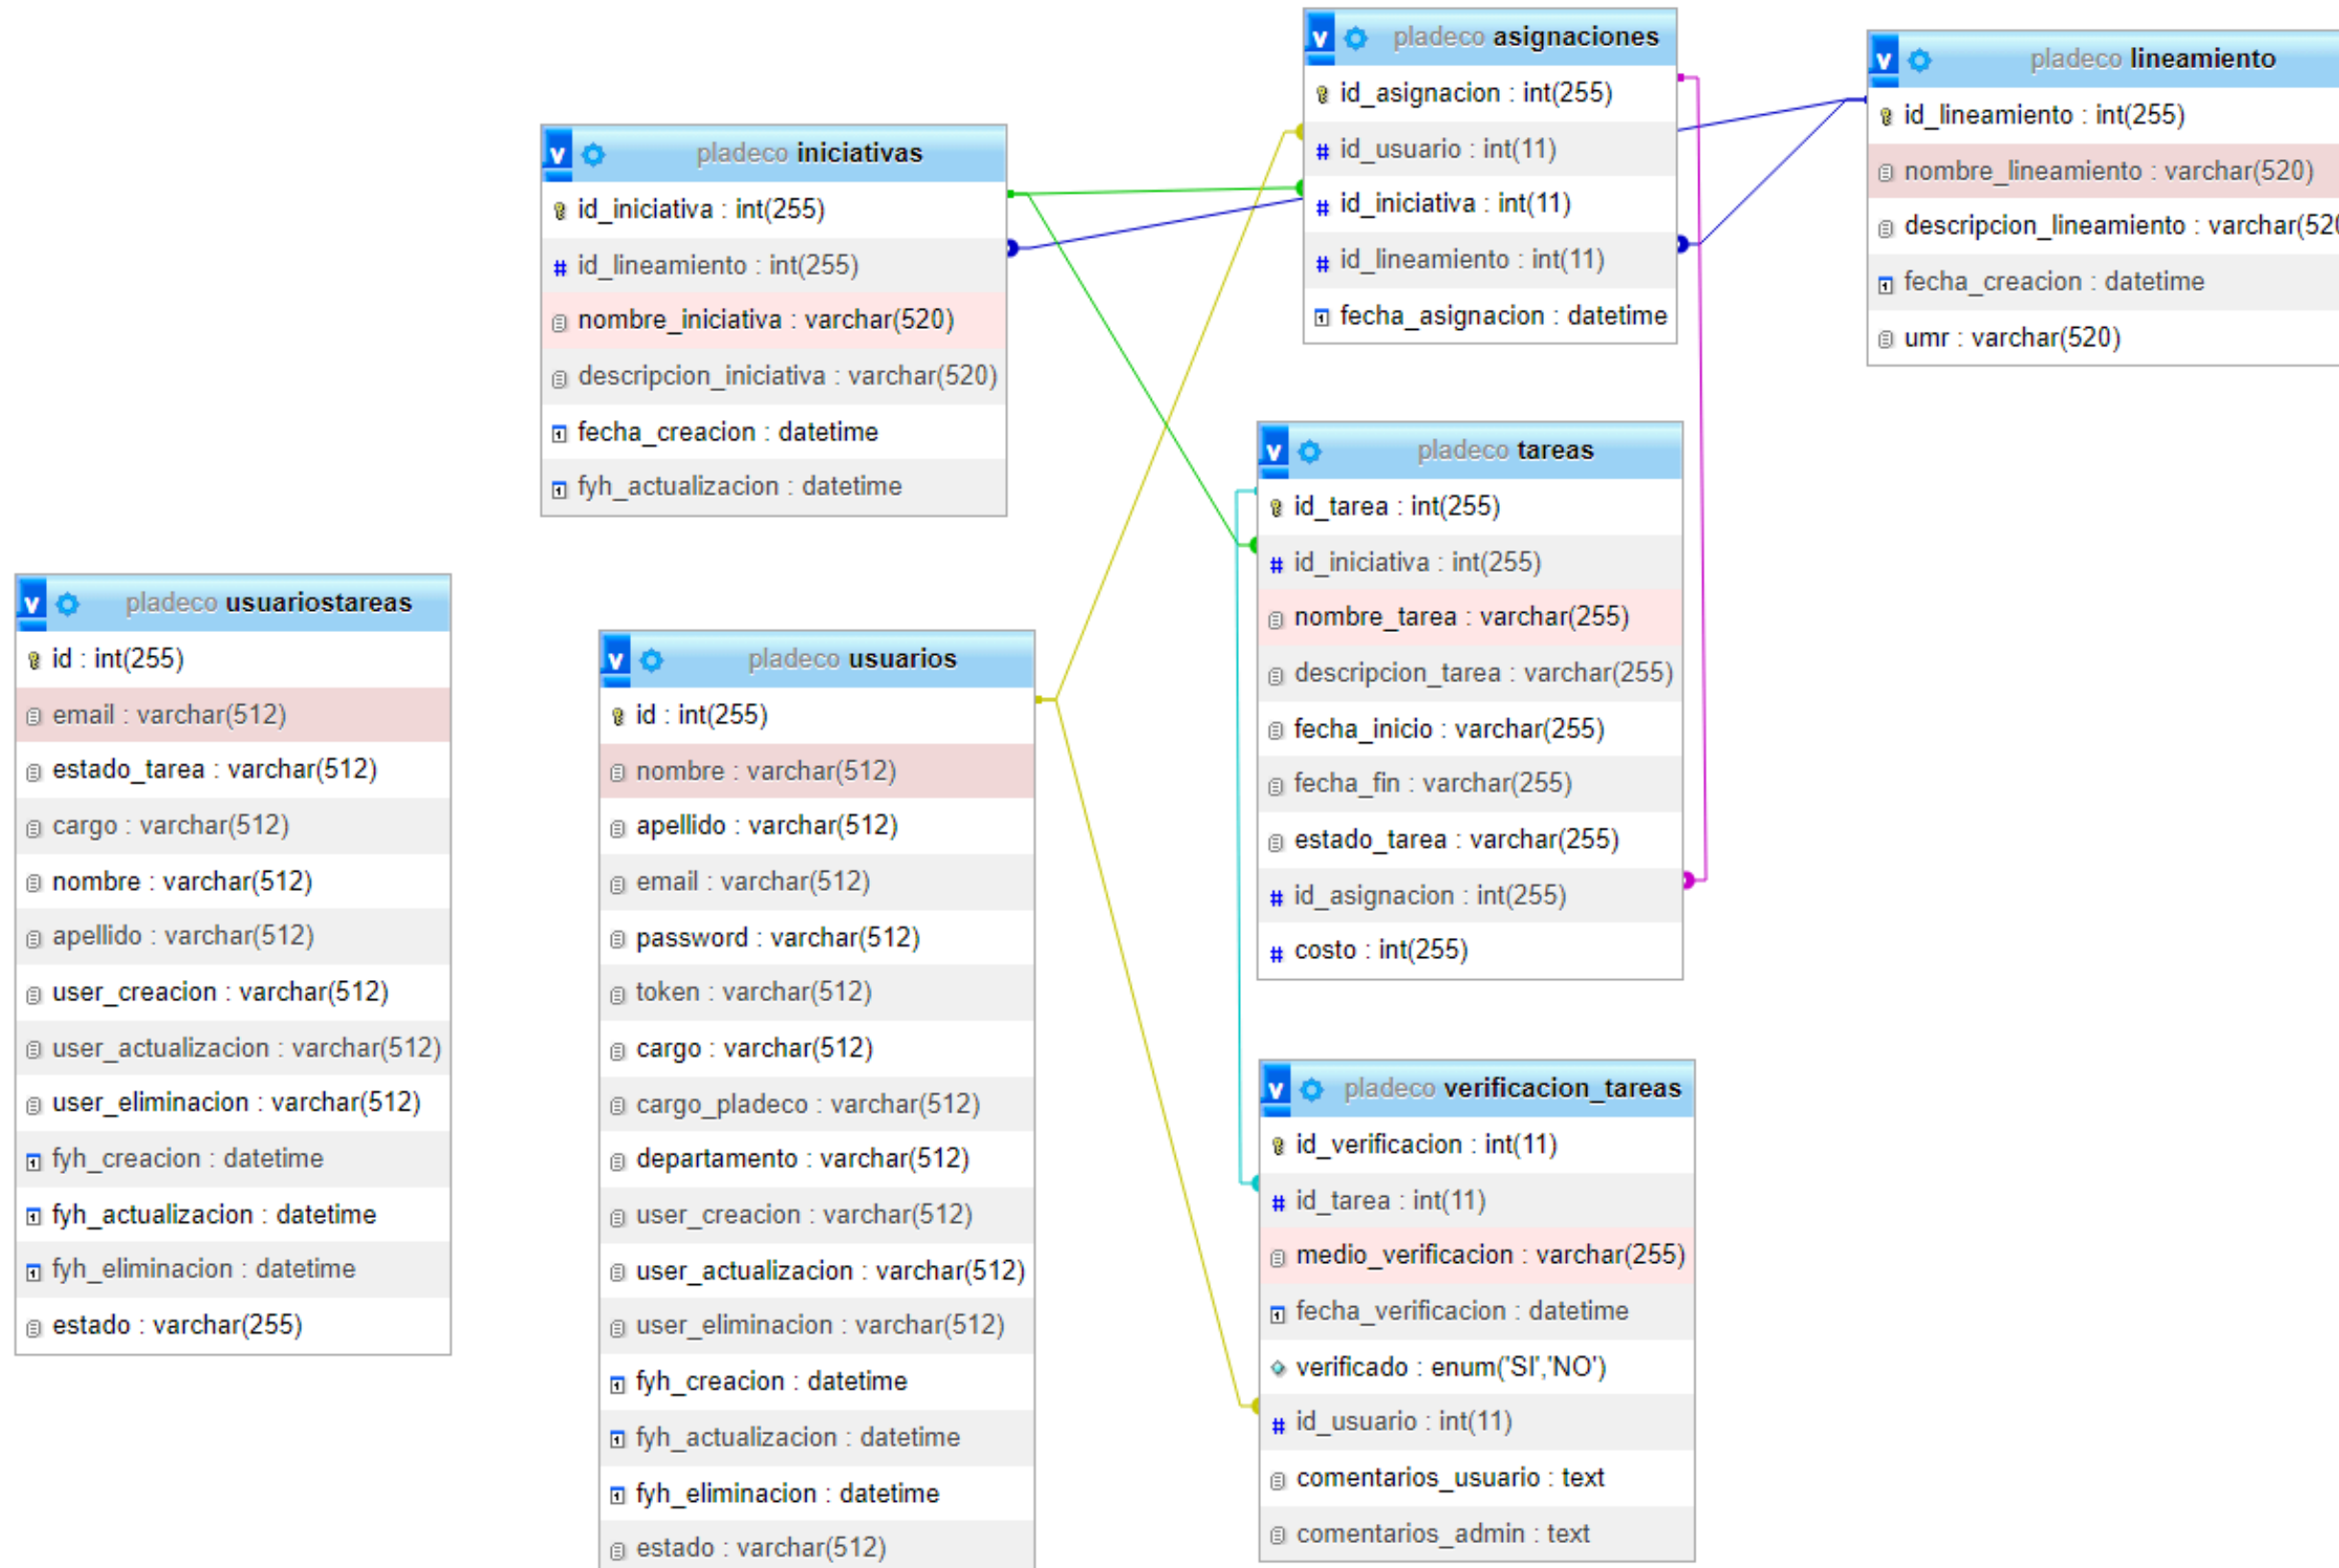 pladeco iniciativas
id_iniciativa : int(255)
id_lineamiento : int(255)
nombre_iniciativa : varchar(520)
descripcion_iniciativa : varchar(520)
fecha_creacion : datetime
fyh_actualizacion : datetime
pladeco asignaciones
id_asignacion : int(255)
id_usuario : int(11)
id_iniciativa : int(11)
id_lineamiento : int(11)
fecha_asignacion : datetime
pladeco lineamiento
id_lineamiento : int(255)
nombre_lineamiento : varchar(520)
descripcion_lineamiento : varchar(520
fecha_creacion : datetime
umr : varchar(520)
pladeco usuariostareas
id : int(255)
email : varchar(512)
estado_tarea : varchar(512)
cargo : varchar(512)
nombre : varchar(512)
apellido : varchar(512)
user_creacion : varchar(512)
user_actualizacion : varchar(512)
user_eliminacion : varchar(512)
fyh_creacion : datetime
fyh_actualizacion : datetime
fyh_eliminacion : datetime
estado : varchar(255)
pladeco usuarios
id : int(255)
nombre : varchar(512)
apellido : varchar(512)
email : varchar(512)
password : varchar(512)
token : varchar(512)
cargo : varchar(512)
cargo_pladeco : varchar(512)
departamento : varchar(512)
user_creacion : varchar(512)
user_actualizacion : varchar(512)
user_eliminacion : varchar(512)
fyh_creacion : datetime
fyh_actualizacion : datetime
fyh_eliminacion : datetime
estado : varchar(512)
pladeco tareas
id_tarea : int(255)
id_iniciativa : int(255)
nombre_tarea : varchar(255)
descripcion_tarea : varchar(255)
fecha_inicio : varchar(255)
fecha_fin : varchar(255)
estado_tarea : varchar(255)
id_asignacion : int(255)
costo : int(255)
pladeco verificacion_tareas
id_verificacion : int(11)
id_tarea : int(11)
medio_verificacion : varchar(255)
fecha_verificacion : datetime
verificado : enum('SI','NO')
id_usuario : int(11)
comentarios_usuario : text
comentarios_admin : text